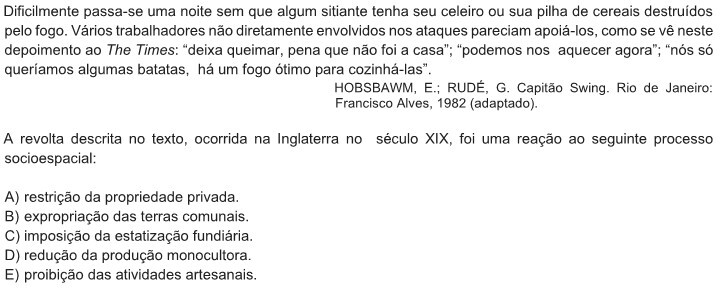 Dificilmente passa-se uma noite sem que algum sitiante tenha seu celeiro ou sua pilha de cereais destruídos
pelo fogo. Vários trabalhadores não diretamente envolvidos nos ataques pareciam apoiá-los, como se vê neste
depoimento ao The Times: “deixa queimar, pena que não foi a casa”; “podemos nos aquecer agora”; “nós só
queríamos algumas batatas, há um fogo ótimo para cozinhá-las”.
HOBSBAWM, E.; RUDÉ, G. Capitão Swing. Rio de Janeiro:
Francisco Alves, 1982 (adaptado).
A revolta descrita no texto, ocorrida na Inglaterra no século XIX, foi uma reação ao seguinte processo
socioespacial:
A) restrição da propriedade privada.
B) expropriação das terras comunais.
C) imposição da estatização fundiária.
D) redução da produção monocultora.
E) proibição das atividades artesanais.